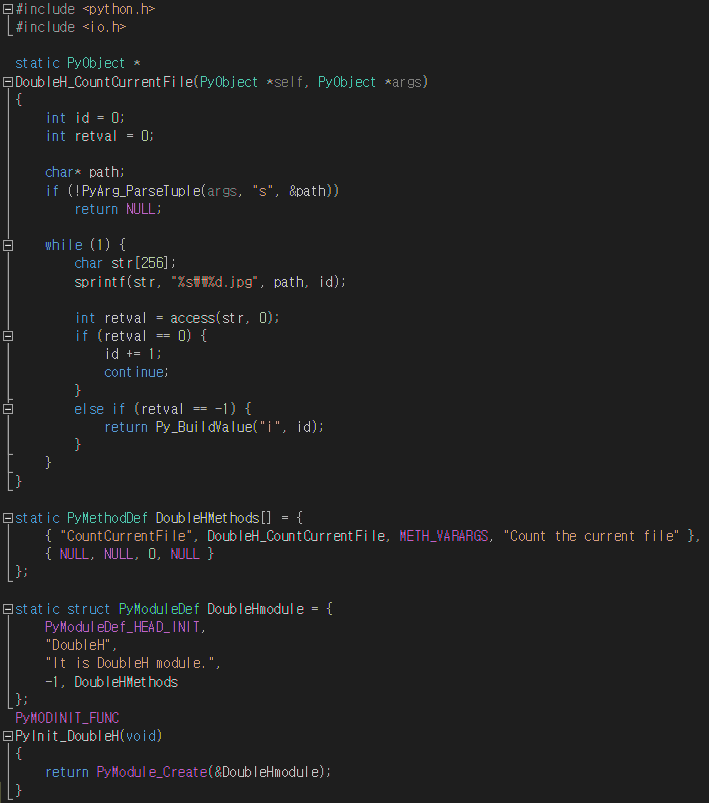 #include <python.h>
#include <io.h>
static PyObject *
DoubleH_CountCurrentFile(PyObject *self, PyObject *args)
{
int id = 0;
int retval = 0;
char* path;
if (!PyArg_ParseTuple(args, "s", &path))
return NULL;
while (1) {
char str[256];
sprintf(str, "%s₩₩%d.jpg", path, id);
int retval = access(str, 0);
if (retval == 0) {
id += 1;
continue;
}
else if (retval == -1) {
return Py_BuildValue("i", id);
}
}
}
static PyMethodDef DoubleHMethods[] = {
{ "CountCurrentFile", DoubleH_CountCurrentFile, METH_VARARGS, "Count the current file" },
{ NULL, NULL, 0, NULL }
};
static struct PyModuleDef DoubleHmodule = {
PyModuleDef_HEAD_INIT,
"DoubleH",
"It is DoubleH module.",
-1, DoubleHMethods
};
PyMODINIT_FUNC
PyInit_DoubleH(void)
{
return PyModule_Create(&DoubleHmodule);
}